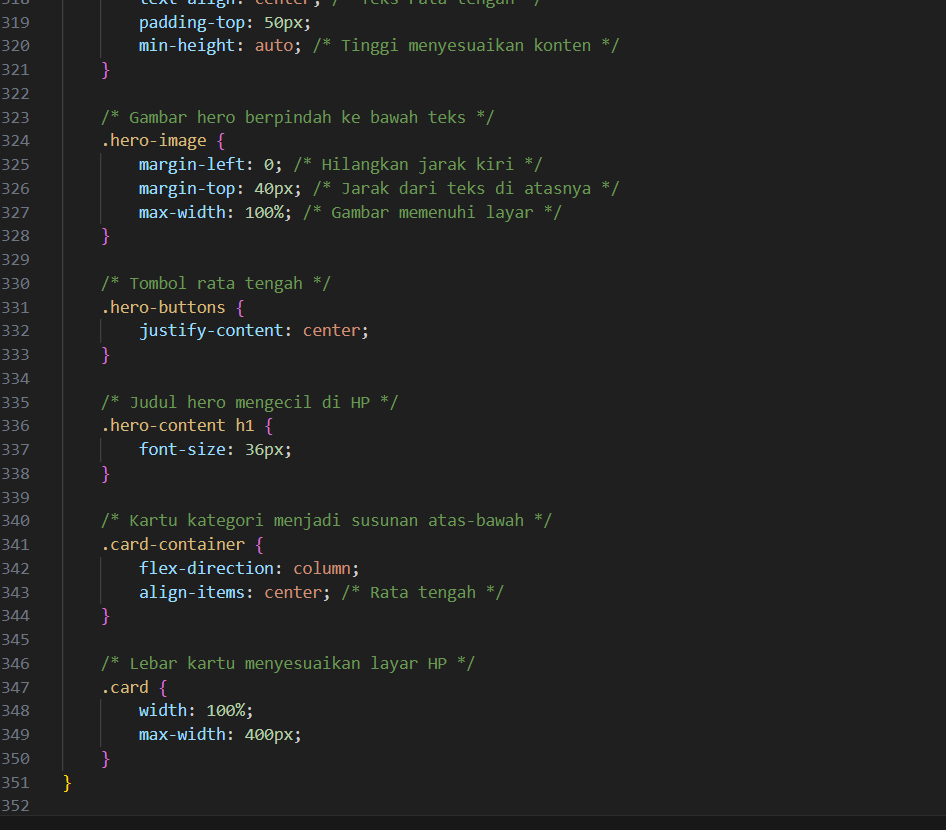 318 text-align: center; /* Teks rata tengah */
319 padding-top: 50px;
320 min-height: auto; /* Tinggi menyesuaikan konten */
321 }
322
323 /* Gambar hero berpindah ke bawah teks */
324 .hero-image {
325 margin-left: 0; /* Hilangkan jarak kiri */
326 margin-top: 40px; /* Jarak dari teks di atasnya */
327 max-width: 100%; /* Gambar memenuhi layar */
328 }
329
330 /* Tombol rata tengah */
331 .hero-buttons {
332 justify-content: center;
333 }
334
335 /* Judul hero mengecil di HP */
336 .hero-content h1 {
337 font-size: 36px;
338 }
339
340 /* Kartu kategori menjadi susunan atas-bawah */
341 .card-container {
342 flex-direction: column;
343 align-items: center; /* Rata tengah */
344 }
345
346 /* Lebar kartu menyesuaikan layar HP */
347 .card {
348 width: 100%;
349 max-width: 400px;
350 }
351 }
352